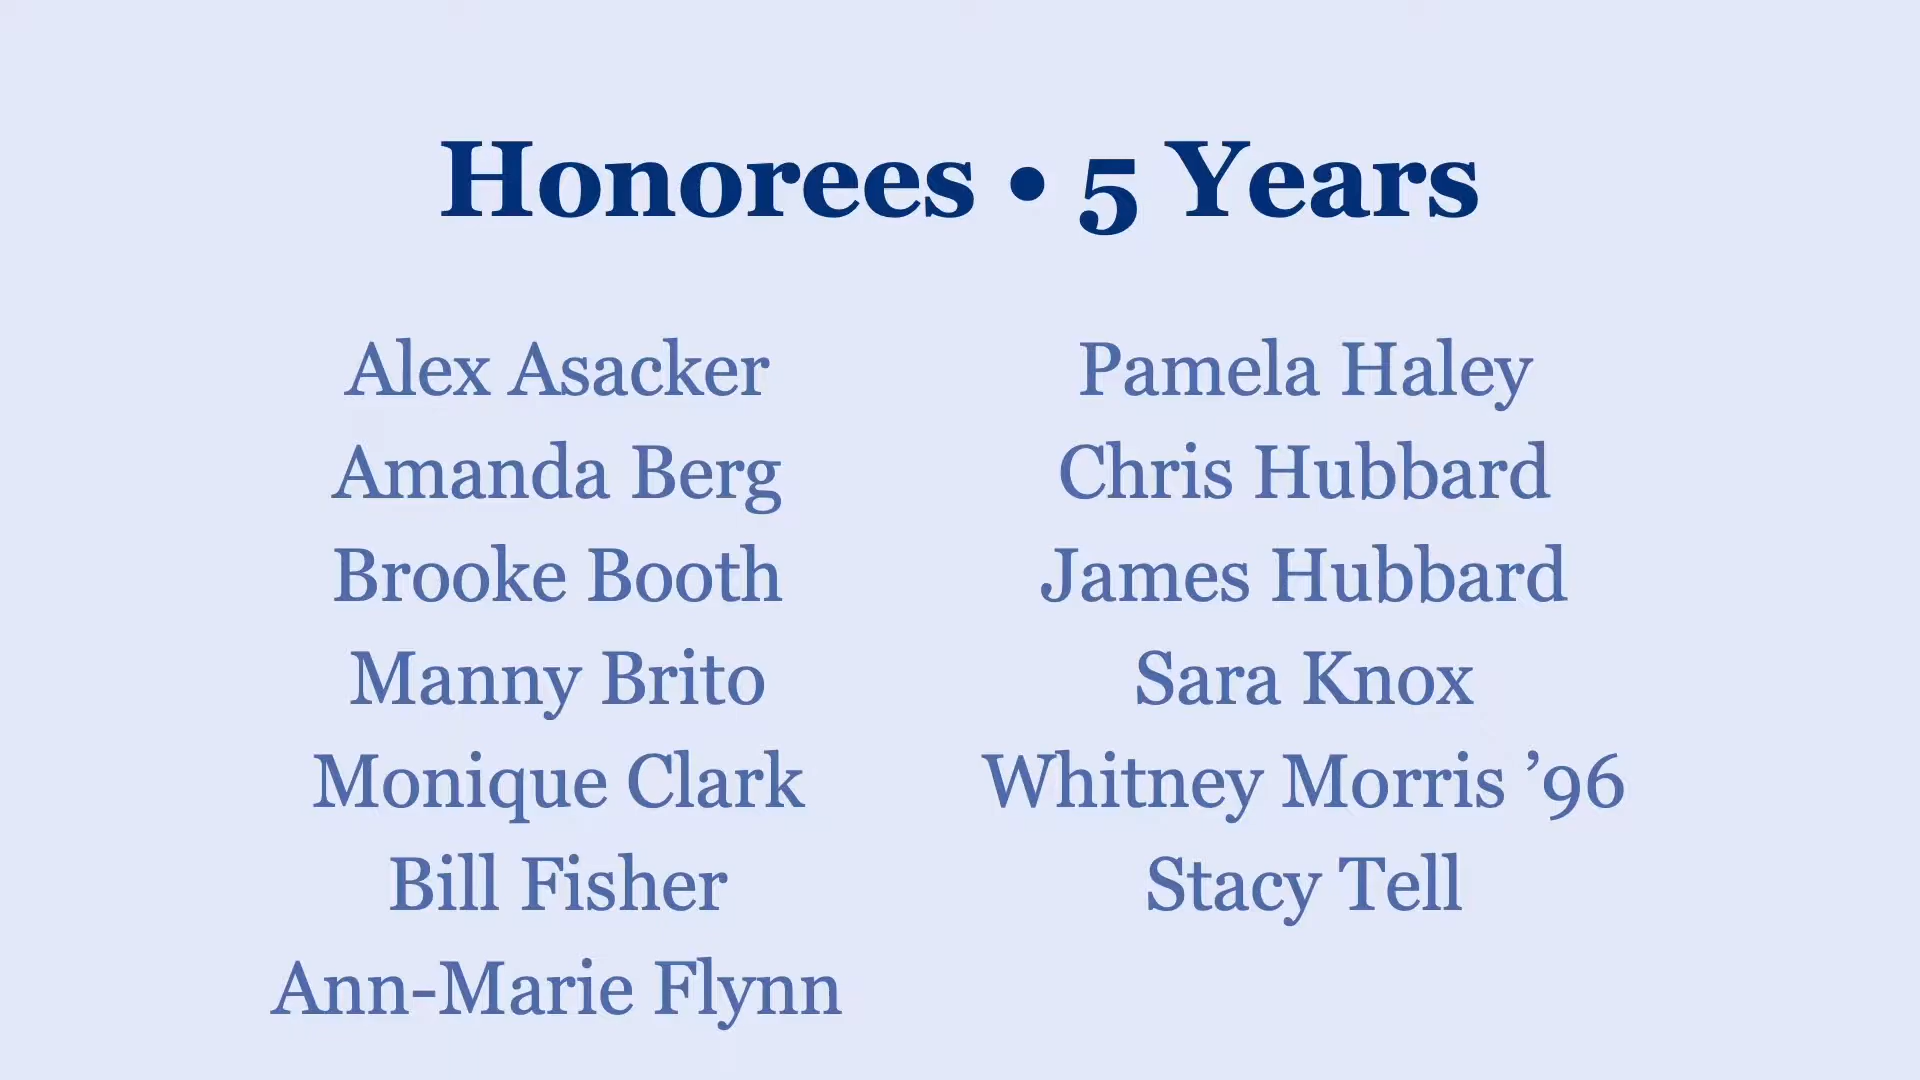 Honorees • 5 Years
Alex Asacker
Amanda Berg
Brooke Booth
Manny Brito
Monique Clark
Bill Fisher
Ann-Marie Flynn
Pamela Haley
Chris Hubbard
James Hubbard
Sara Knox
Whitney Morris ’96
Stacy Tell